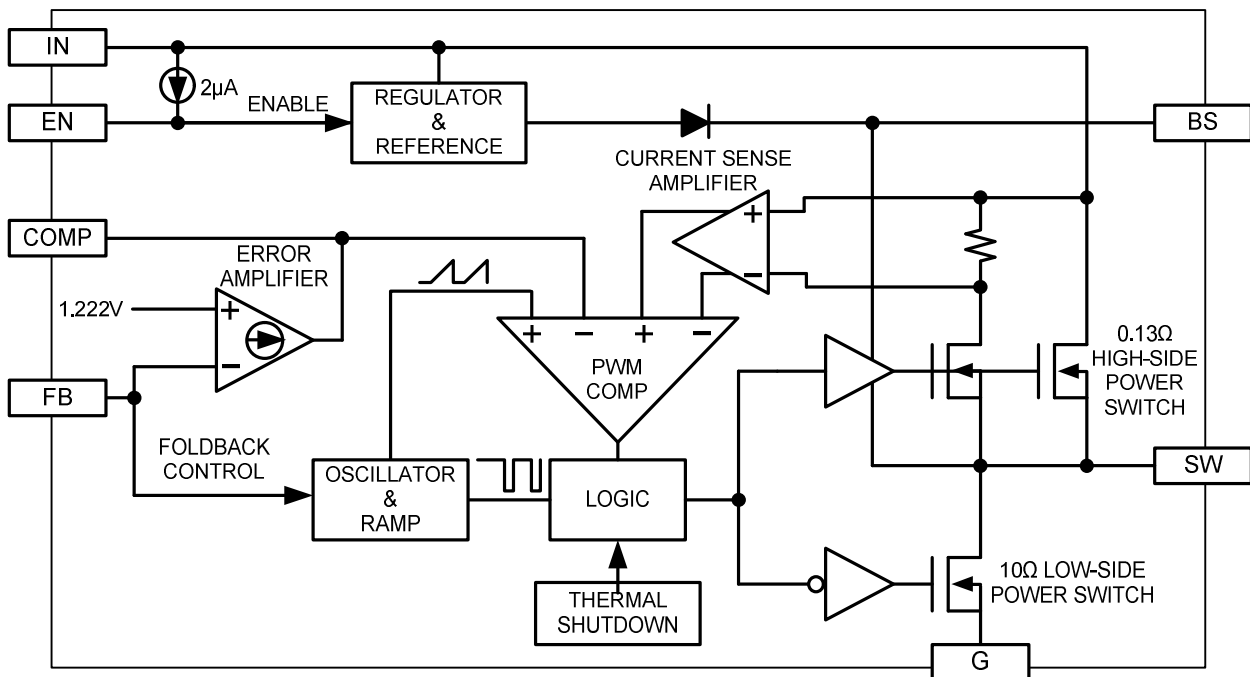 IN
2µA
EN
ENABLE
REGULATOR
&
REFERENCE
BS
CURRENT SENSE
AMPLIFIER
+
−
COMP
ERROR
AMPLIFIER
1.222V
+
−
+
−
+
−
PWM
COMP
0.13Ω
HIGH-SIDE
POWER
SWITCH
FB
FOLDBACK
CONTROL
OSCILLATOR
&
RAMP
LOGIC
SW
THERMAL
SHUTDOWN
10Ω LOW-SIDE
POWER SWITCH
G